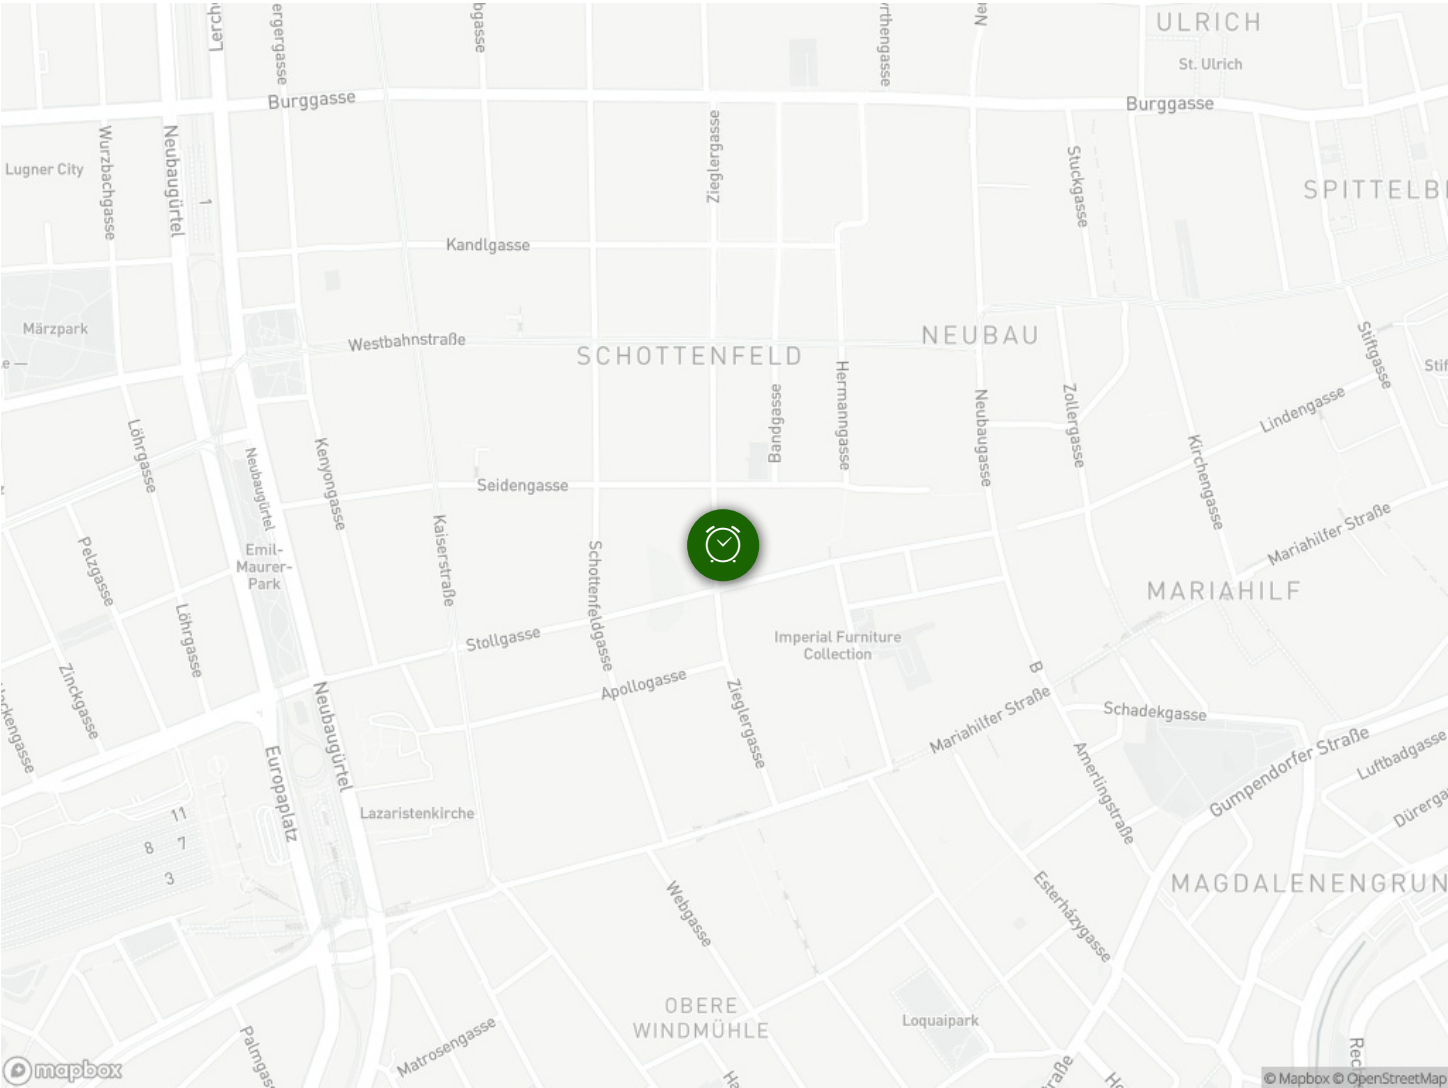 ULRICH
St. Ulrich
Burggasse
Burggasse
Lugner City
Wurzbachgasse
Neubaugürtel
1
Zieglergasse
Stuckgasse
Kandlgasse
Märzpark
Westbahnstraße
SCHOTTENFELD
NEUBAU
Stiftgasse
Löhrgasse
Kenyongasse
Neubaugürtel
Bandgasse
Hermanngasse
Neubaugasse
Zollergasse
Kirchengasse
Lindengasse
Seidengasse
Mariahilfer Straße
Pelzgasse
Emil-
Maurer-
Park
Kaiserstraße
Schottenfeldgasse
MARIAHILF
Löhrgasse
Stollgasse
Imperial Furniture
Collection
Zinckgasse
Apollogasse
Zieglergasse
B
Mariahilfer Straße
Schadekgasse
Neubaugürtel
Europaplatz
Amerlingstraße
Gumpendorfer Straße
Luftbadgasse
11
8
7
3
Lazaristenkirche
Webgasse
Esterházygasse
OBERE
WINDMÜHLE
Loquaipark
Matrosengasse
mapbox
© Mapbox © OpenStreetMap